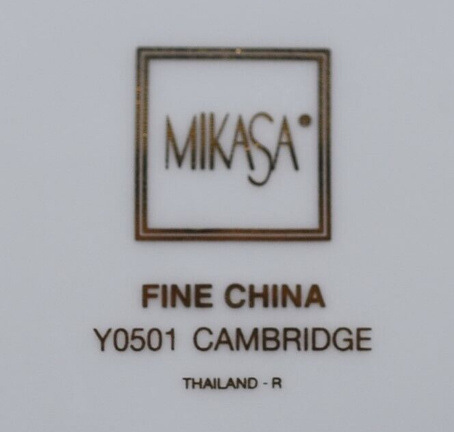 MIKASA®
FINE CHINA
Y0501 CAMBRIDGE
THAILAND - R